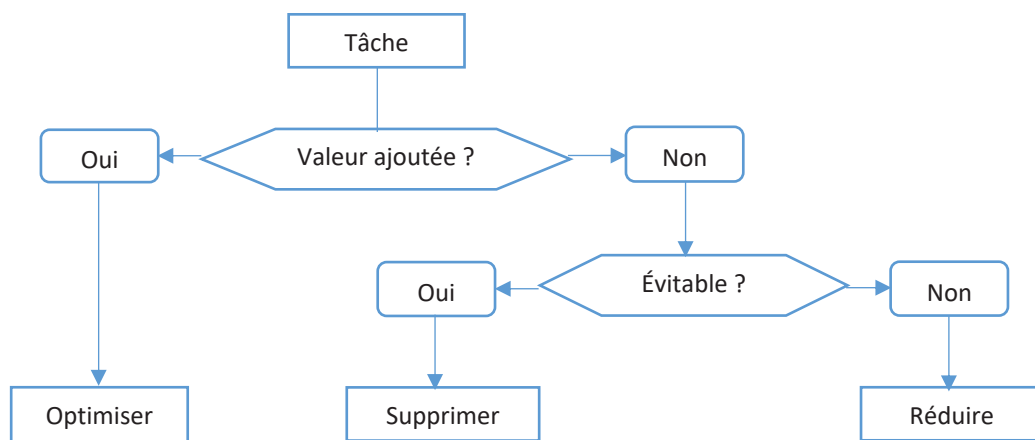 Tâche
Oui
Valeur ajoutée ?
Non
Oui
Évitable ?
Non
Optimiser
Supprimer
Réduire